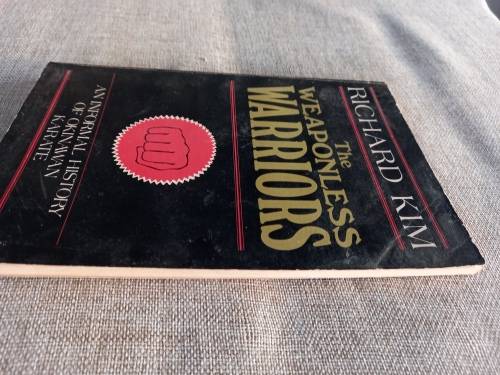 RICHARD KIM
The
WEAPONLESS
WARRIORS
AN INFORMAL HISTORY
OF OKINAWAN
KARATE